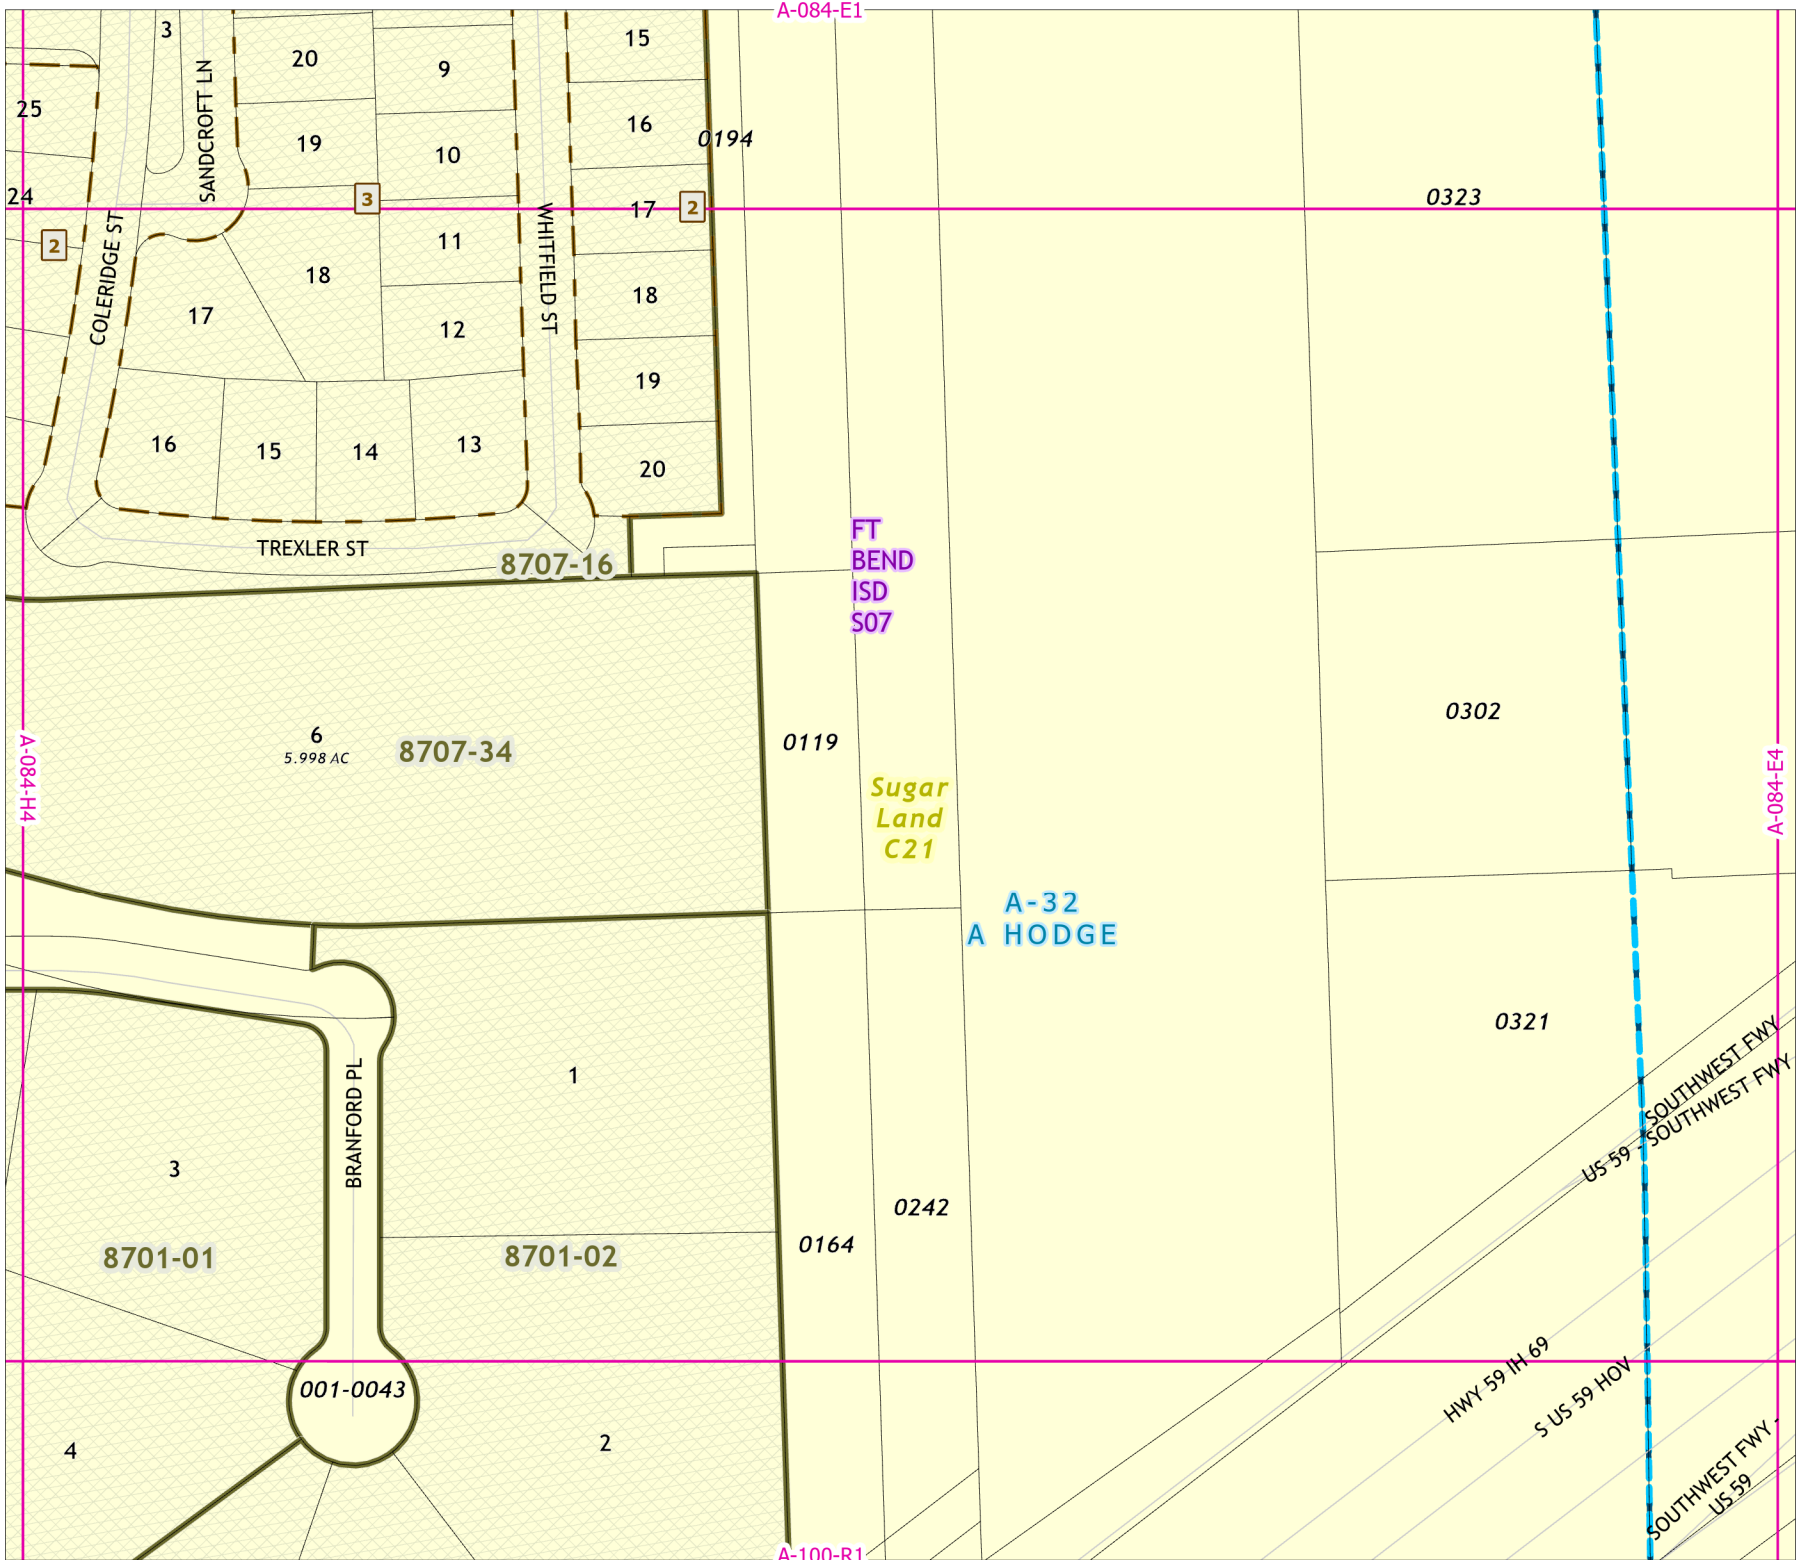 A-084-E1
3
20
9
15
SANDCROFT LN
25
19
10
16
0194
24
3
17
2
0323
2
COLERIDGE ST
WHITFIELD ST
11
18
17
18
12
19
16
15
14
13
20
TREXLER ST
8707-16
FT
BEND
ISD
S07
6
5.998 AC
8707-34
0119
0302
A-084-H4
A-084-E4
Sugar
Land
C21
A-32
A HODGE
0321
SOUTHWEST FWY
US 59 - SOUTHWEST FWY
1
BRANFORD PL
3
0242
0164
8701-01
8701-02
001-0043
HWY 59 IH 69
S US 59 HOV
4
2
SOUTHWEST FWY -
US 59
A-100-R1